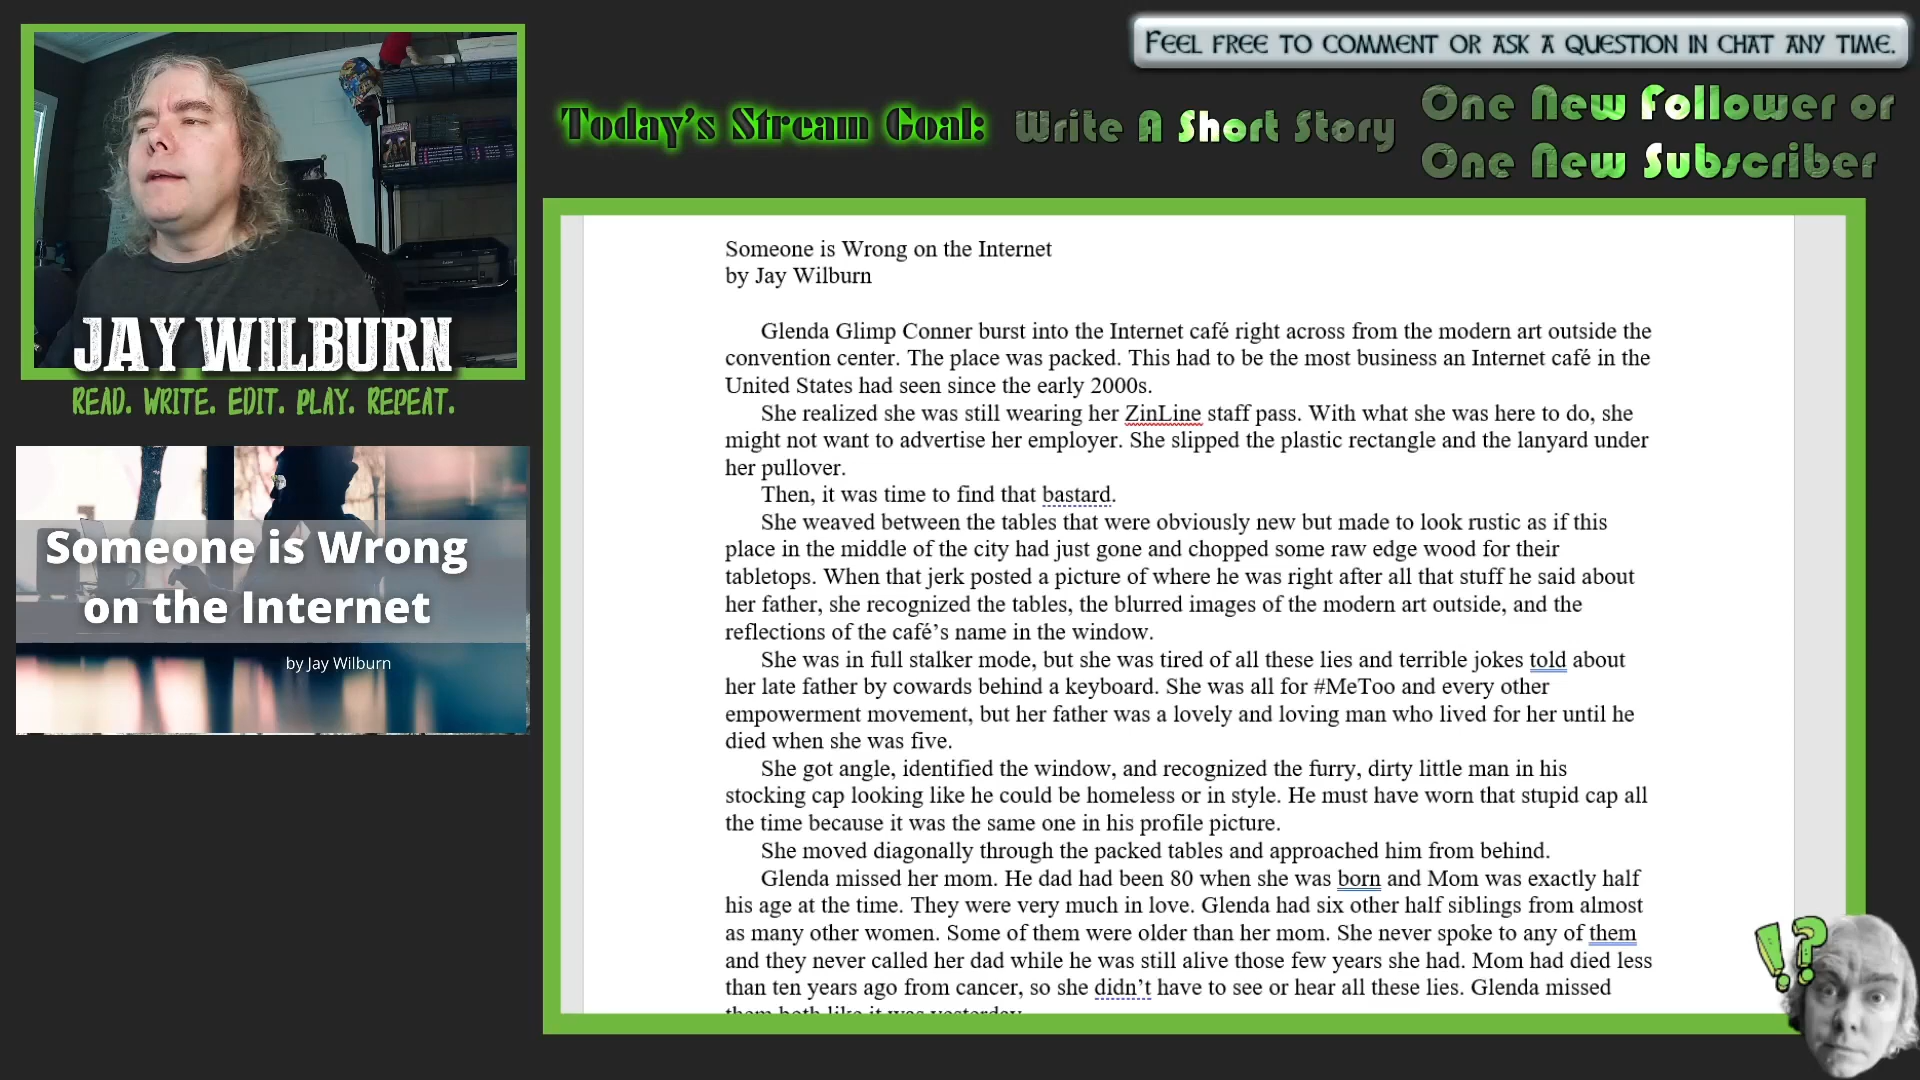 FEEL FREE TO COMMENT OR ASK A QUESTION IN CHAT ANY TIME.
Today's Stream Goal:
Write A Short Story
One New Follower or
One New Subscriber
JAY WILBURN
READ. WRITE. EDIT. PLAY. REPEAT.
Someone is Wrong
on the Internet
by Jay Wilburn
Someone is Wrong on the Internet
by Jay Wilburn
Glenda Glimp Conner burst into the Internet café right across from the modern art outside the
convention center. The place was packed. This had to be the most business an Internet café in the
United States had seen since the early 2000s.
She realized she was still wearing her ZinLine staff pass. With what she was here to do, she
might not want to advertise her employer. She slipped the plastic rectangle and the lanyard under
her pullover.
Then, it was time to find that bastard.
She weaved between the tables that were obviously new but made to look rustic as if this
place in the middle of the city had just gone and chopped some raw edge wood for their
tabletops. When that jerk posted a picture of where he was right after all that stuff he said about
her father, she recognized the tables, the blurred images of the modern art outside, and the
reflections of the café’s name in the window.
She was in full stalker mode, but she was tired of all these lies and terrible jokes told about
her late father by cowards behind a keyboard. She was all for #MeToo and every other
empowerment movement, but her father was a lovely and loving man who lived for her until he
died when she was five.
She got angle, identified the window, and recognized the furry, dirty little man in his
stocking cap looking like he could be homeless or in style. He must have worn that stupid cap all
the time because it was the same one in his profile picture.
She moved diagonally through the packed tables and approached him from behind.
Glenda missed her mom. He dad had been 80 when she was born and Mom was exactly half
his age at the time. They were very much in love. Glenda had six other half siblings from almost
as many other women. Some of them were older than her mom. She never spoke to any of them
and they never called her dad while he was still alive those few years she had. Mom had died less
than ten years ago from cancer, so she didn’t have to see or hear all these lies. Glenda missed
them both like it was yesterday.
!?